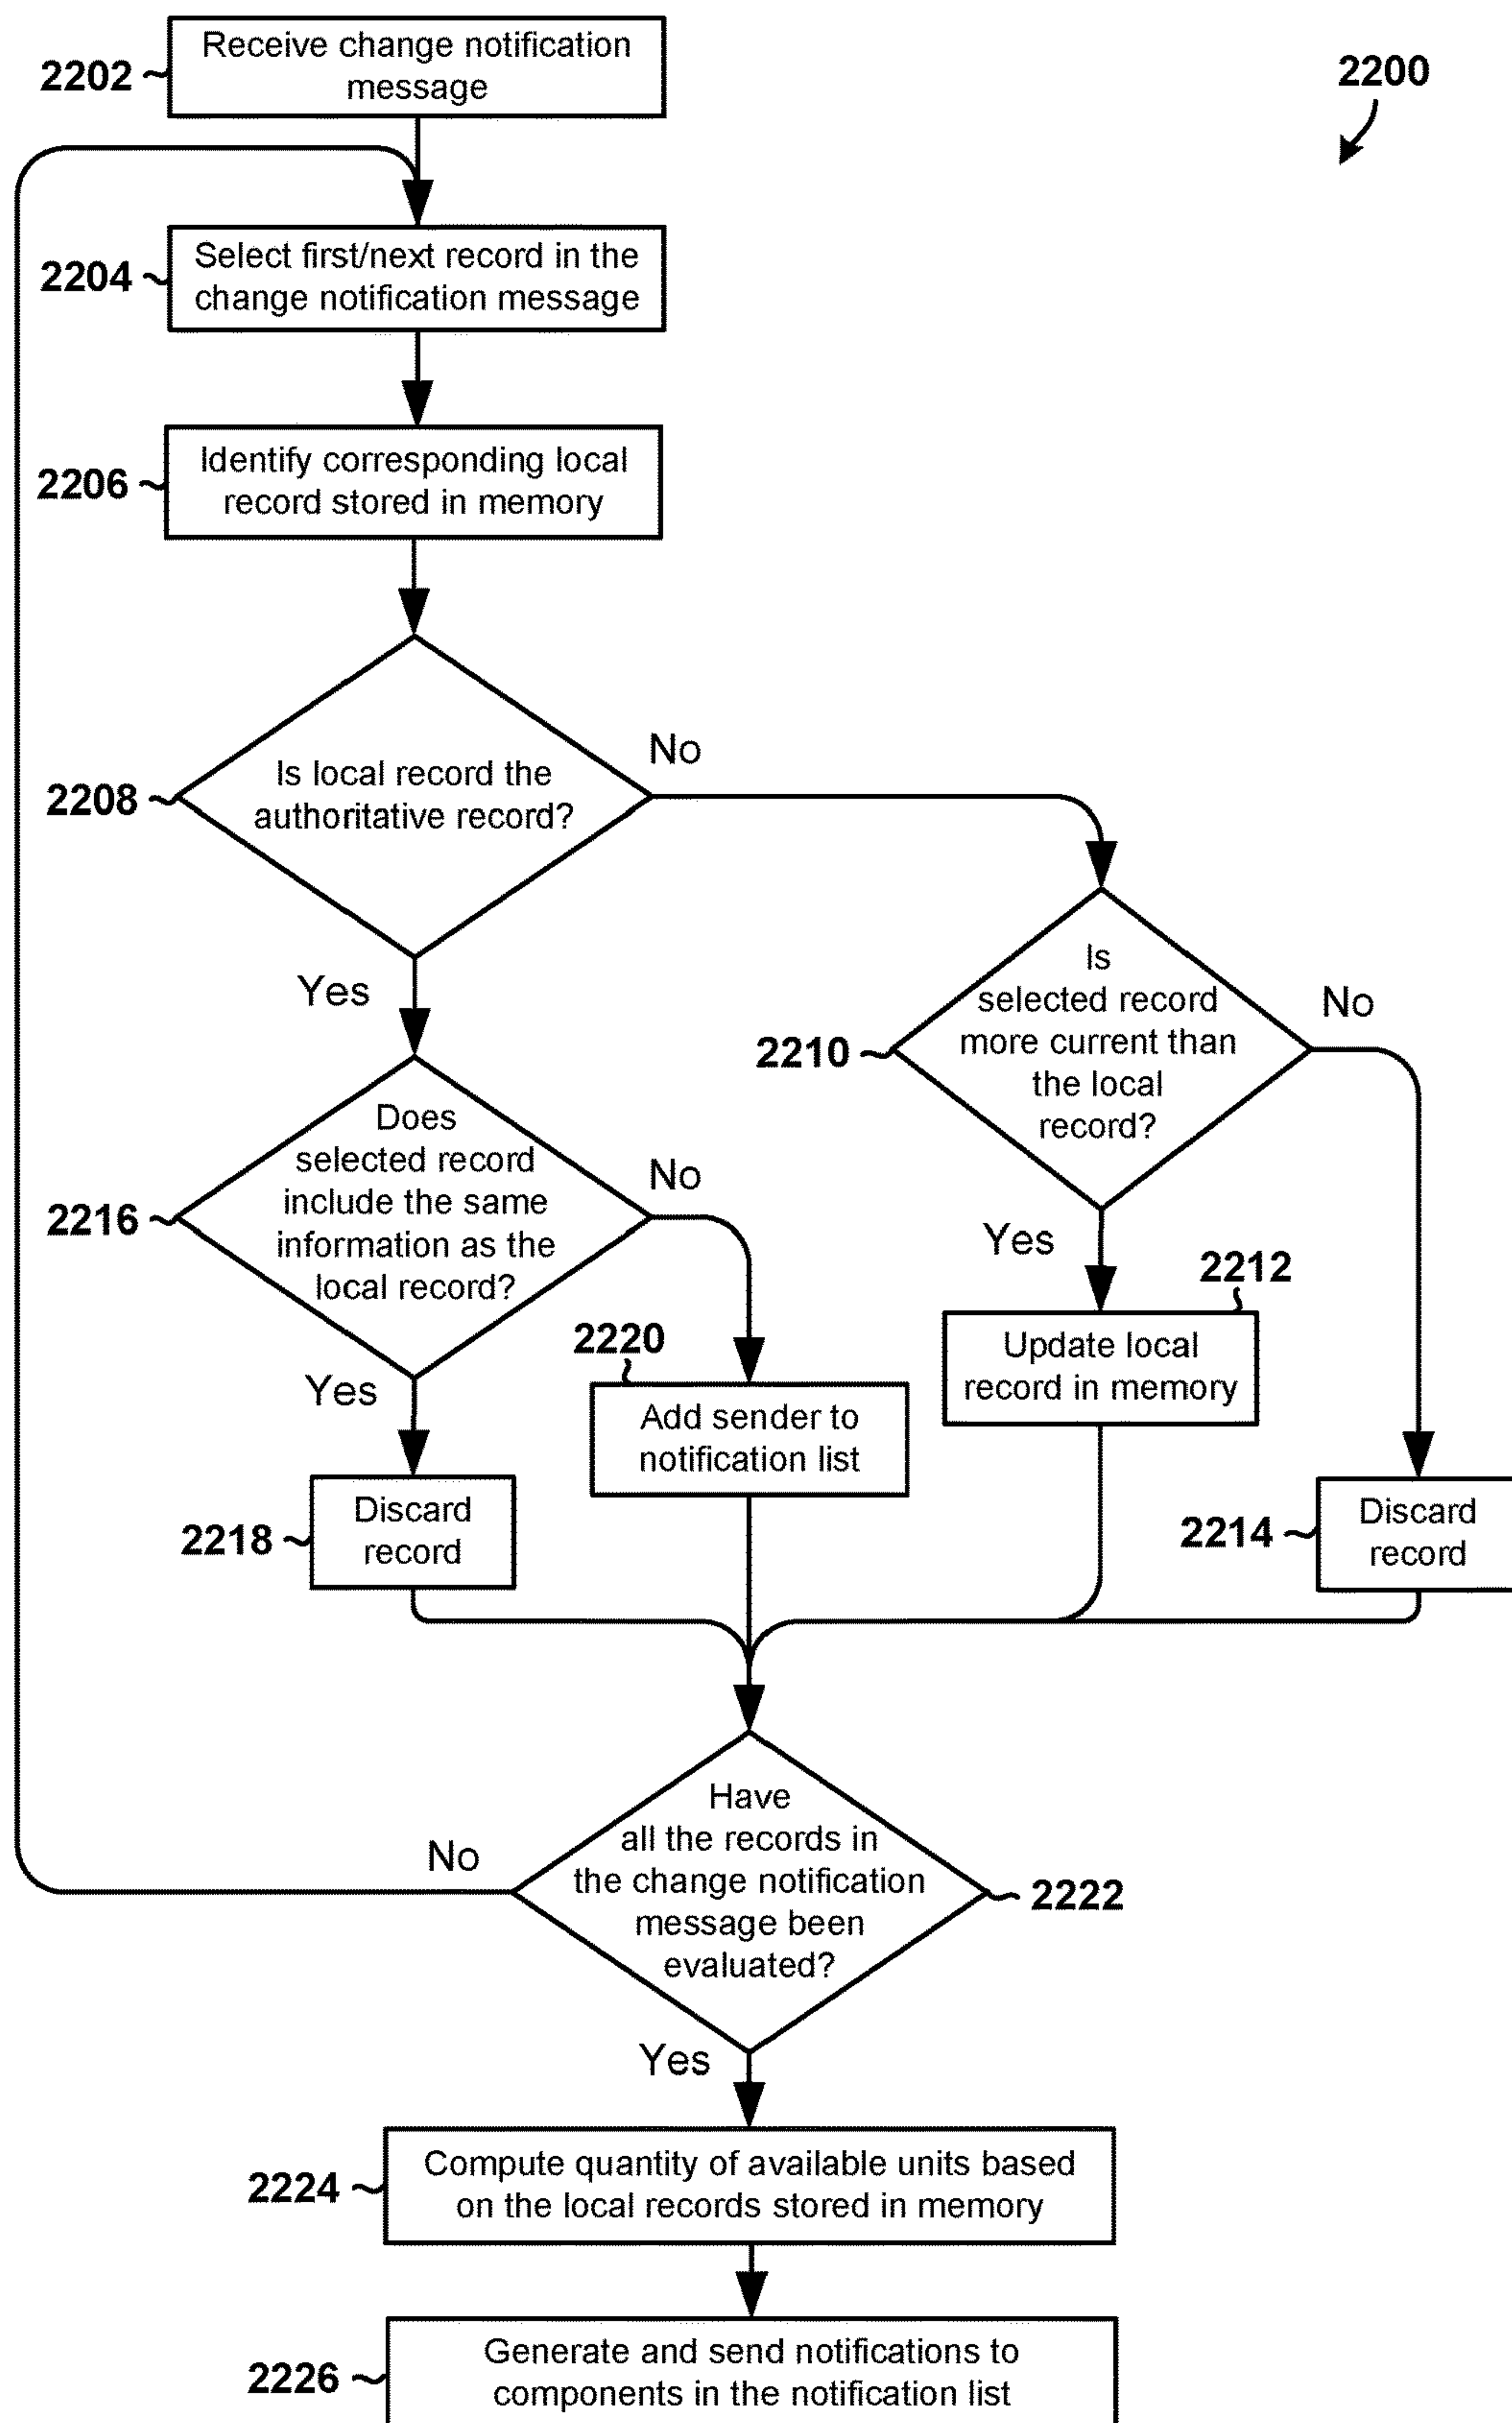 Receive change notification
message
2202
2200
Select first/next record in the
change notification message
2204
Identify corresponding local
record stored in memory
2206
No
Is local record the
authoritative record?
2208
Yes
Is
selected record
more current than
the local
record?
No
2210
Does
selected record
include the same
information as the
local record?
No
2216
Yes
2212
Update local
record in memory
2220
Add sender to
notification list
Yes
Discard
record
2218
Discard
record
2214
Have
all the records in
the change notification
message been
evaluated?
No
2222
Yes
Compute quantity of available units based
on the local records stored in memory
2224
Generate and send notifications to
components in the notification list
2226